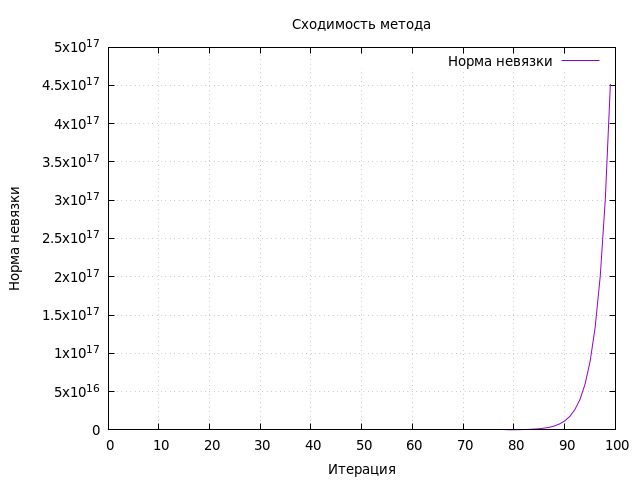 Сходимость метода
5x10^17
4.5x10^17
4x10^17
3.5x10^17
3x10^17
2.5x10^17
2x10^17
1.5x10^17
1x10^17
5x10^16
0
Норма невязки
Норма невязки
0 10 20 30 40 50 60 70 80 90 100
Итерация